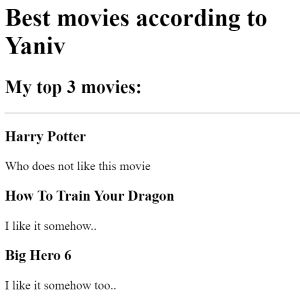 Best movies according to
Yaniv
My top 3 movies:
Harry Potter
Who does not like this movie
How To Train Your Dragon
I like it somehow..
Big Hero 6
I like it somehow too..